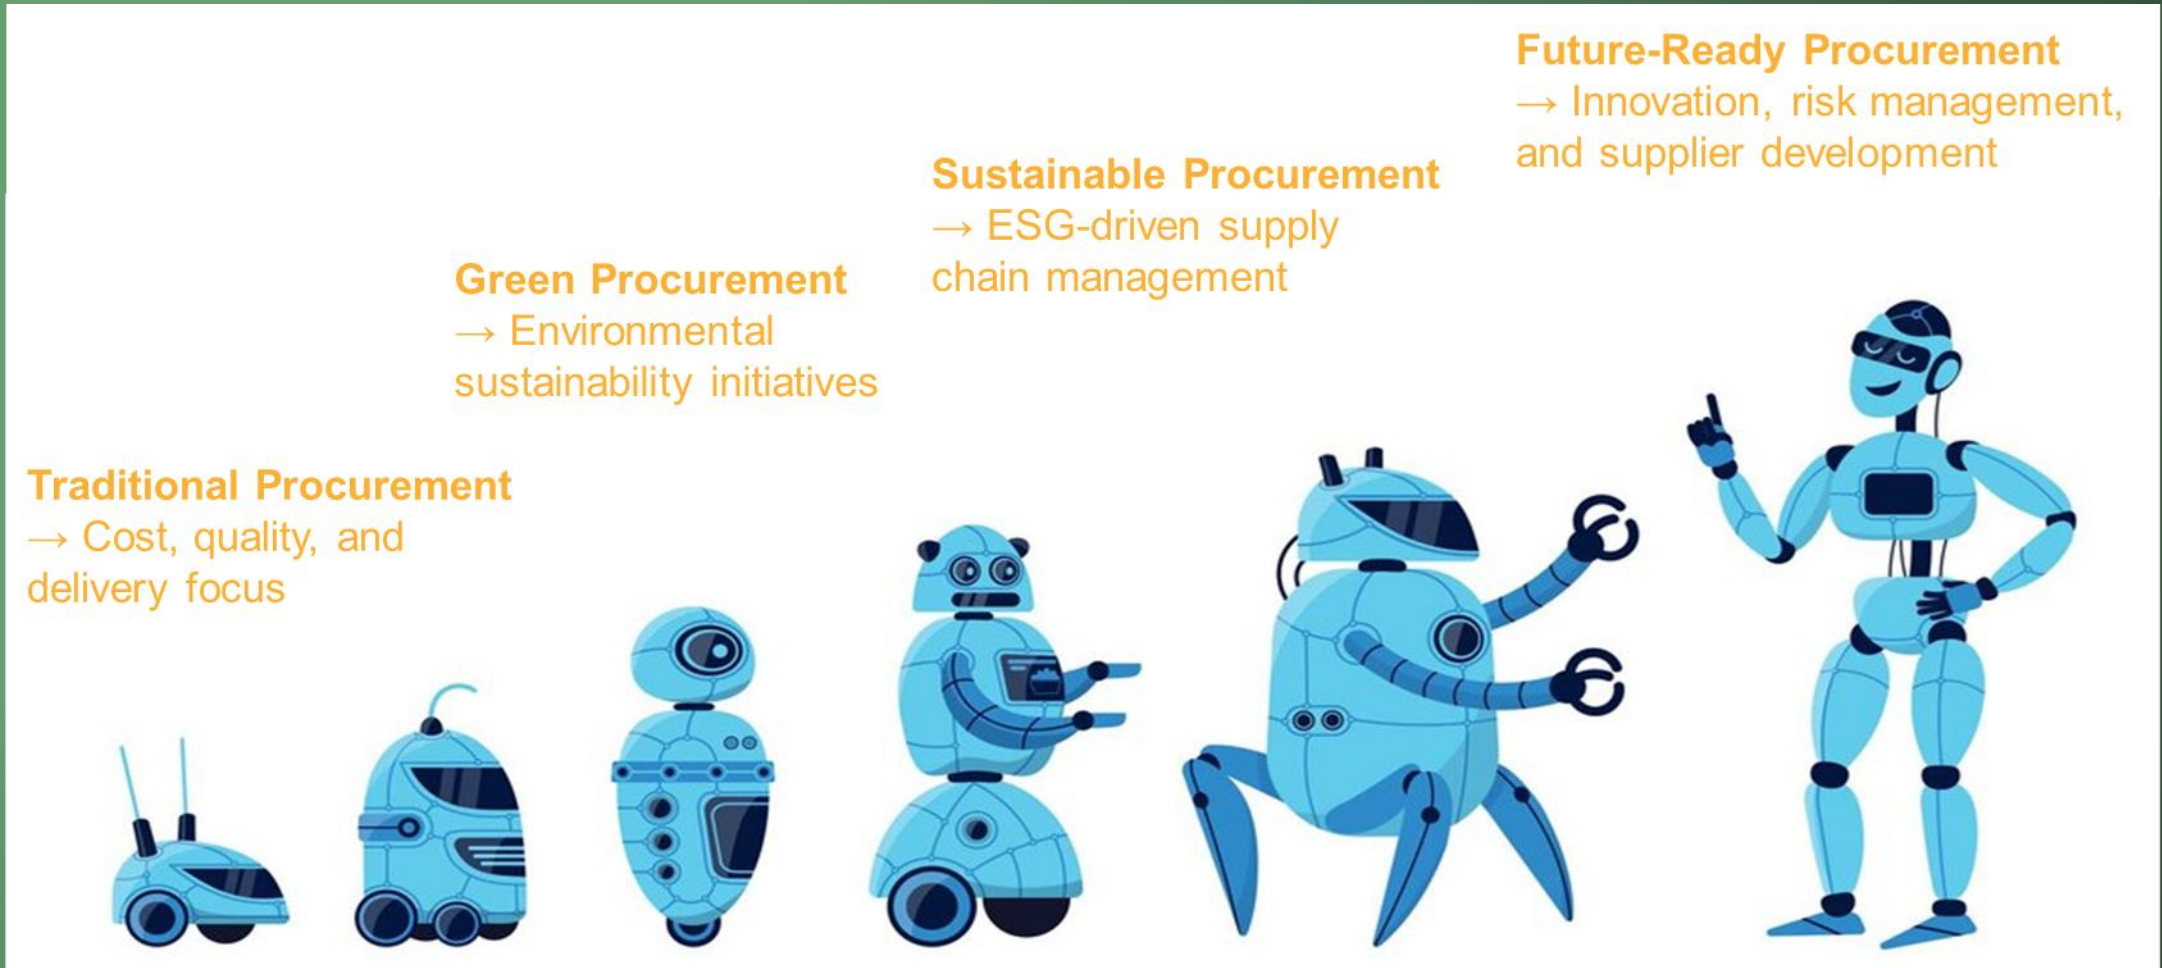 Traditional Procurement
→ Cost, quality, and
delivery focus
Green Procurement
→ Environmental
sustainability initiatives
Sustainable Procurement
→ ESG-driven supply
chain management
Future-Ready Procurement
→ Innovation, risk management,
and supplier development